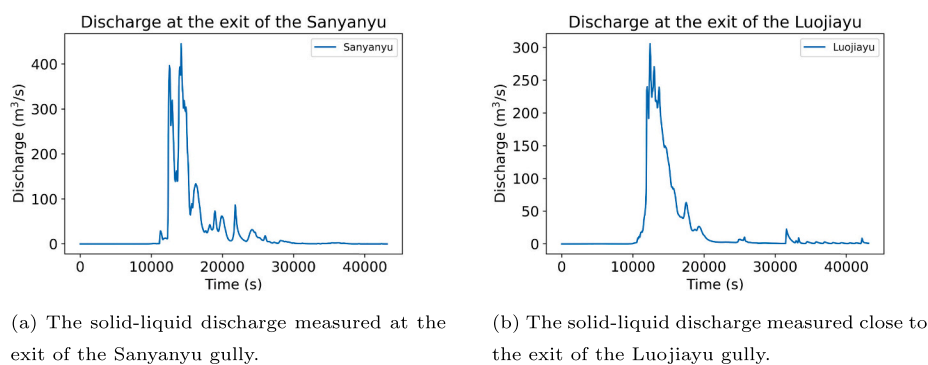 Discharge at the exit of the Sanyanyu
Sanyanyu
Discharge (m³/s)
400
300
200
100
0
0 10000 20000 30000 40000
Time (s)
(a) The solid-liquid discharge measured at the
exit of the Sanyanyu gully.
Discharge at the exit of the Luojiayu
Luojiayu
Discharge (m³/s)
300
250
200
150
100
50
0
0 10000 20000 30000 40000
Time (s)
(b) The solid-liquid discharge measured close to
the exit of the Luojiayu gully.